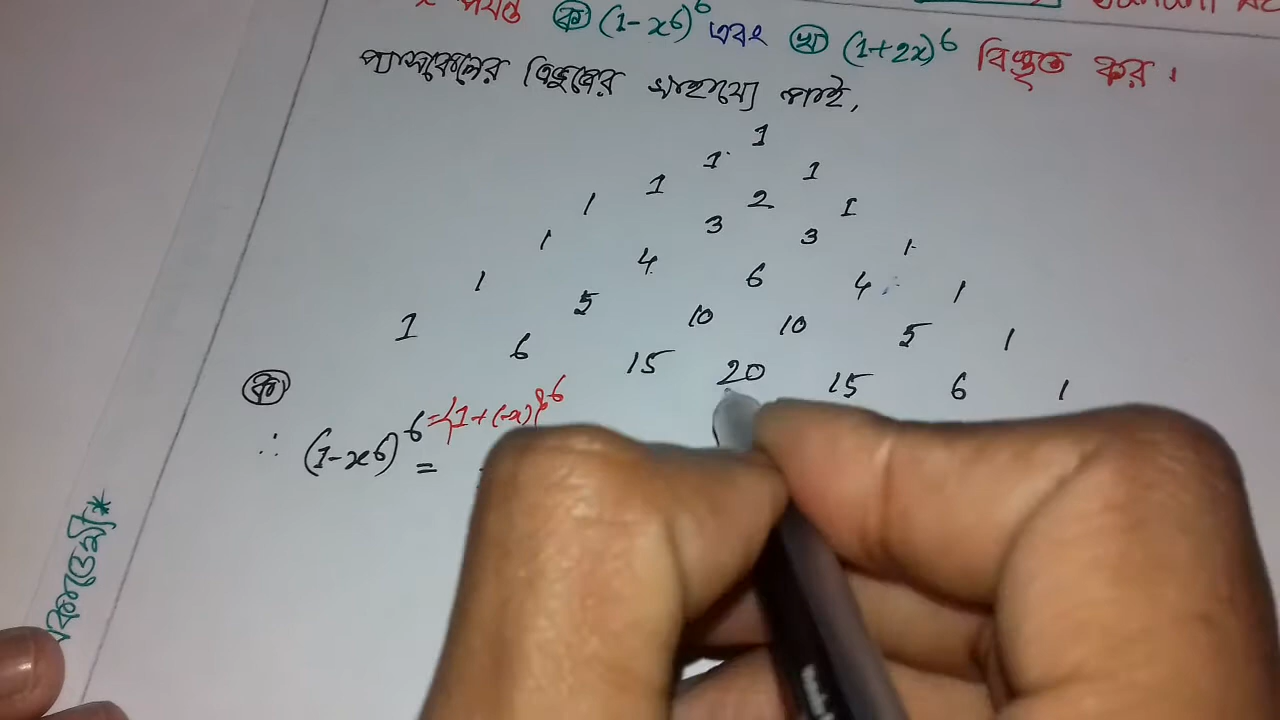 পর্যন্ত ক (1-x6)^6 এবং খ (1+2x)^6 বিস্তৃত কর।
প্যাসকেলের ত্রিভুজের সাহায্যে পাই,
1
1 1
1 2 1
1 3 3 1
1 4 6 4 1
1 5 10 10 5 1
1 6 15 20 15 6 1
ক
∴ (1-x6)^6 = {1+(-x)}^6
=